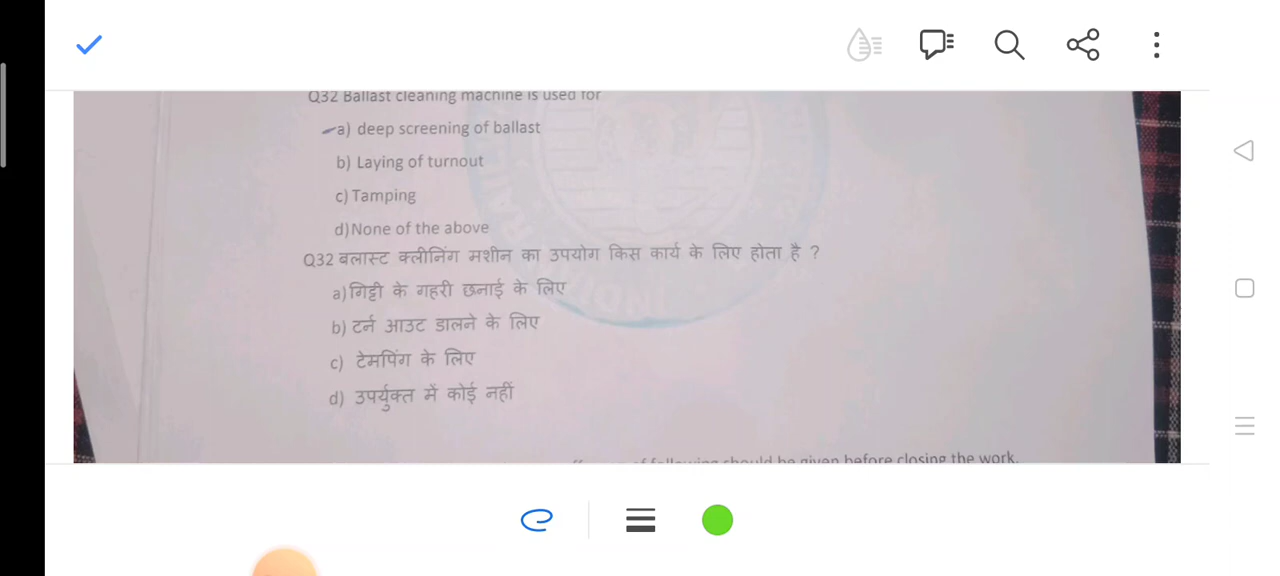 Q32 Ballast cleaning machine is used for
a) deep screening of ballast
b) Laying of turnout
c) Tamping
d)None of the above
Q32 बलास्ट क्लीनिंग मशीन का उपयोग किस कार्य के लिए होता है ?
a)गिट्टी के गहरी छनाई के लिए
b) टर्न आउट डालने के लिए
c) टेमपिंग के लिए
d) उपर्युक्त में कोई नहीं
of following should be given before closing the work.